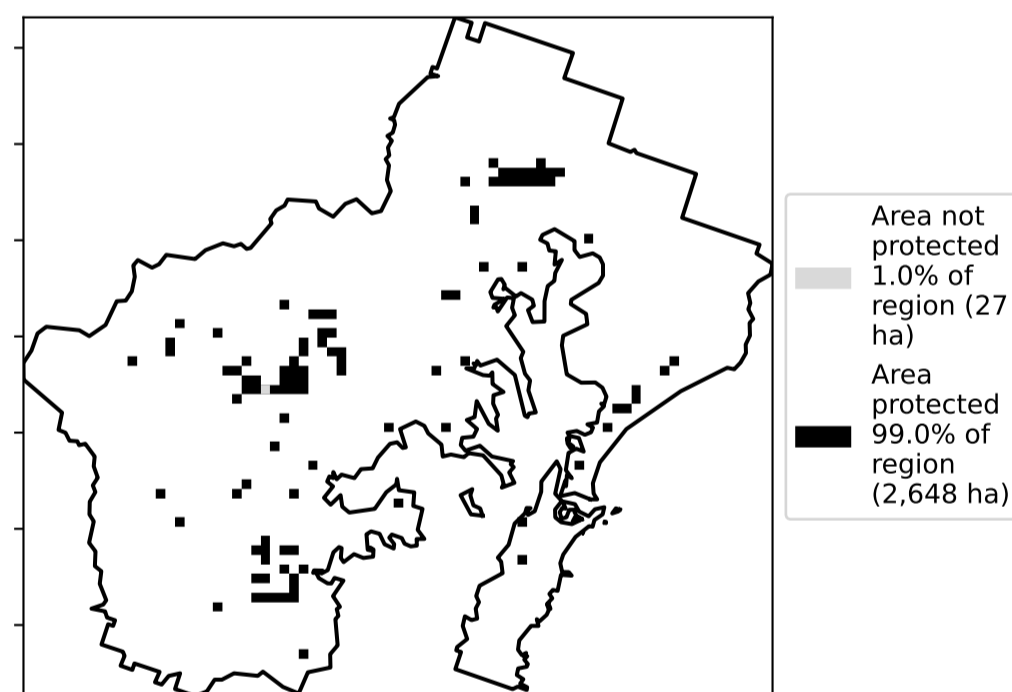 Area not
protected
1.0% of
region (27
ha)
Area
protected
99.0% of
region
(2,648 ha)